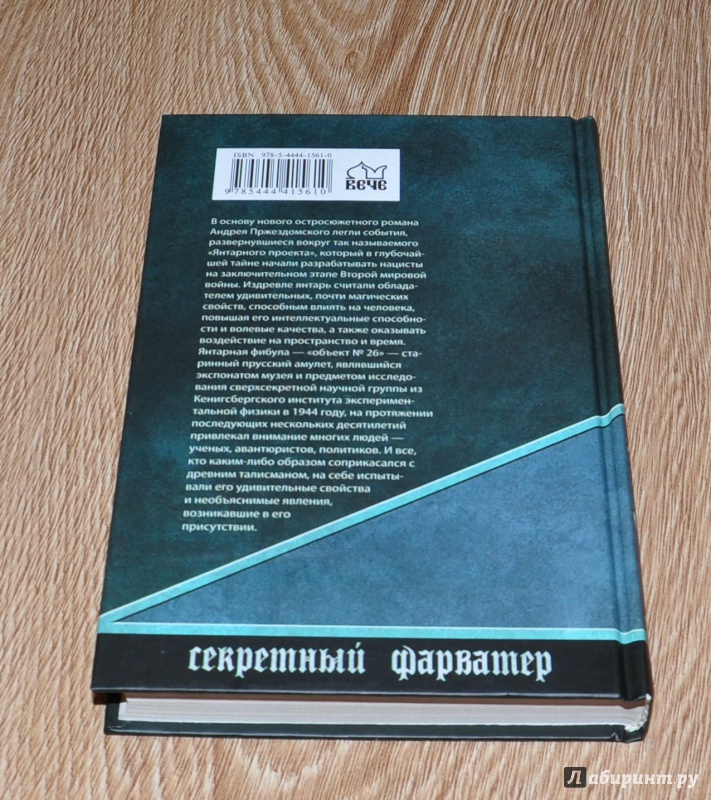 ISBN 978-5-4444-1561-0
9 785444 415610
ВЕЧЕ
В основу нового остросюжетного романа
Андрея Пржездомского легли события,
развернувшиеся вокруг так называемого
«Янтарного проекта», который в глубочай-
шей тайне начали разрабатывать нацисты
на заключительном этапе Второй мировой
войны. Издревле янтарь считали облада-
телем удивительных, почти магических
свойств, способным влиять на человека,
повышая его интеллектуальные способно-
сти и волевые качества, а также оказывать
воздействие на пространство и время.
Янтарная фибула — «объект № 26» — ста-
ринный прусский амулет, являвшийся
экспонатом музея и предметом исследо-
вания сверхсекретной научной группы из
Кенигсбергского института эксперимен-
тальной физики в 1944 году, на протяжении
последующих нескольких десятилетий
привлекал внимание многих людей —
ученых, авантюристов, политиков. И все,
кто каким-либо образом соприкасался с
древним талисманом, на себе испыты-
вали его удивительные свойства
и необъяснимые явления,
возникавшие в его
присутствии.
секретный фарватер
Лабиринт.ру